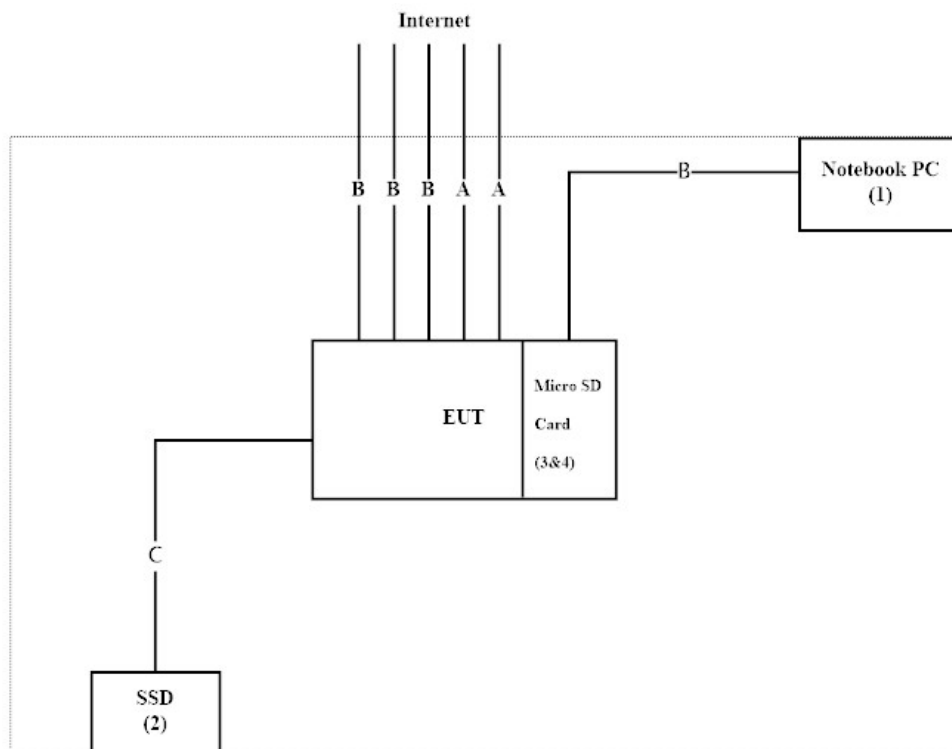 Internet
B B B A A
B
Notebook PC
(1)
Micro SD
Card
(3&4)
EUT
C
SSD
(2)